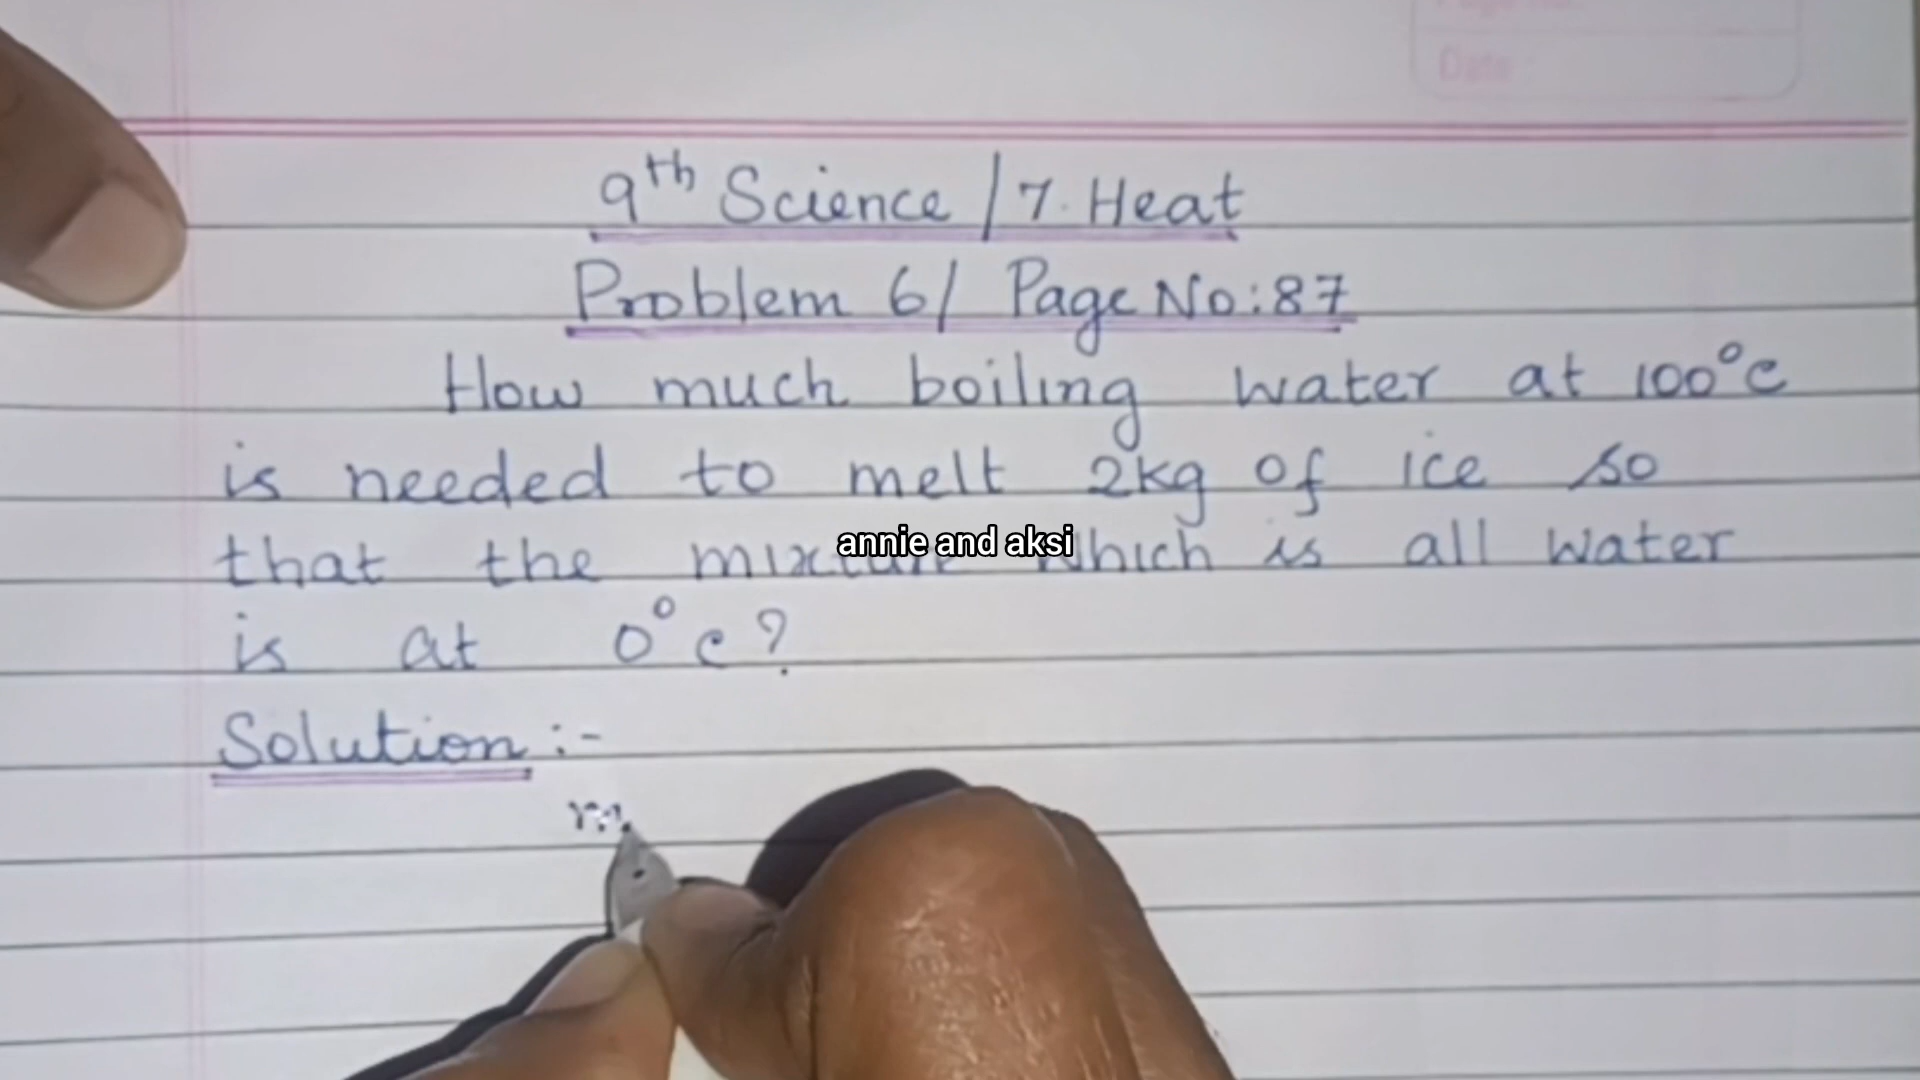 Date :
9th Science / 7. Heat
Problem 6 / Page No: 87
How much boiling water at 100°c
is needed to melt 2kg of ice so
that the mixture which is all water
annie and aksi
is at 0°c?
Solution :-
m